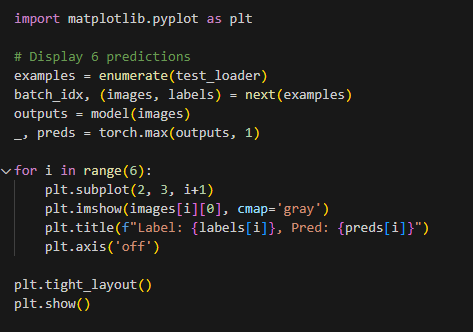 import matplotlib.pyplot as plt

# Display 6 predictions
examples = enumerate(test_loader)
batch_idx, (images, labels) = next(examples)
outputs = model(images)
_, preds = torch.max(outputs, 1)

for i in range(6):
    plt.subplot(2, 3, i+1)
    plt.imshow(images[i][0], cmap='gray')
    plt.title(f"Label: {labels[i]}, Pred: {preds[i]}")
    plt.axis('off')

plt.tight_layout()
plt.show()